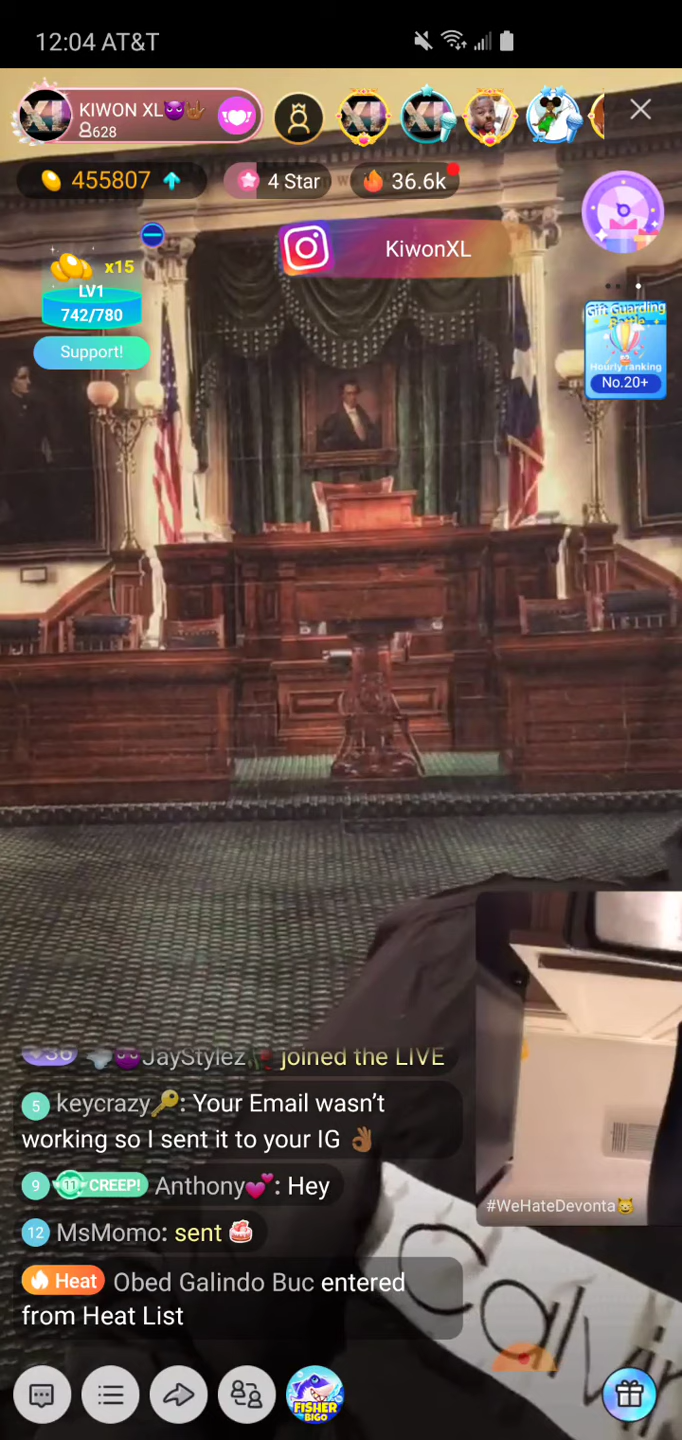 12:04 AT&T
KIWON XL😈🤟🏾
628
455807
4 Star
36.6k
KiwonXL
x15
LV1
742/780
Support!
Gift Guarding
Battle
Hourly ranking
No.20+
JayStylez🥀 joined the LIVE
5 keycrazy🔑: Your Email wasn't
working so I sent it to your IG 👌🏾
9 11 CREEP! Anthony💕: Hey
12 MsMomo: sent 🍰
Heat Obed Galindo Buc entered
from Heat List
#WeHateDevonta😼
Calvin
FISHER
BIGO